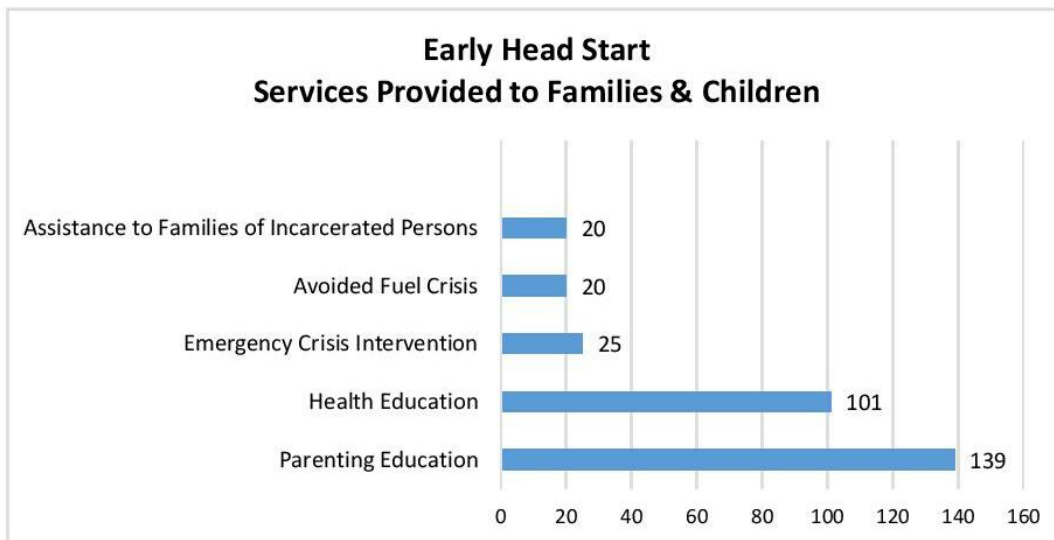 Early Head Start
Services Provided to Families & Children
Assistance to Families of Incarcerated Persons 20
Avoided Fuel Crisis 20
Emergency Crisis Intervention 25
Health Education 101
Parenting Education 139
0 20 40 60 80 100 120 140 160